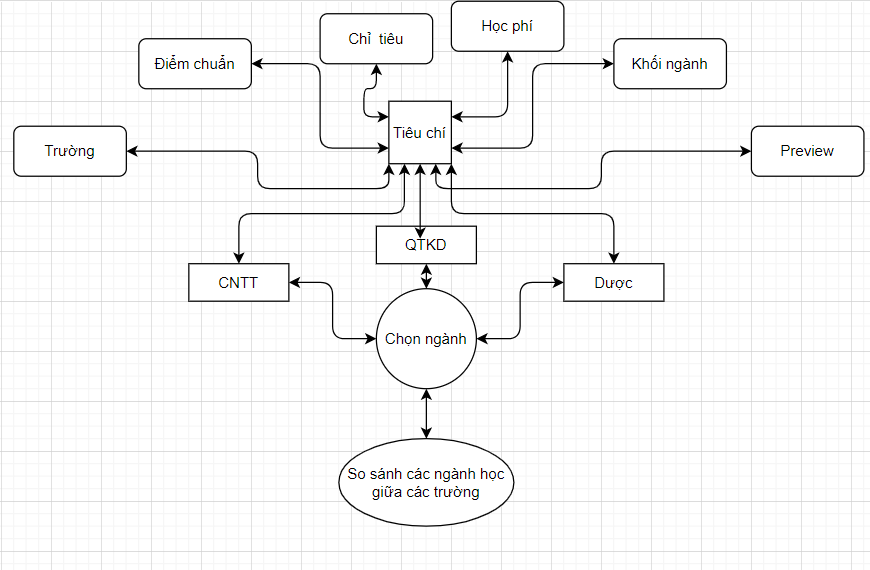 Học phí
Chỉ tiêu
Điểm chuẩn
Khối ngành
Tiêu chí
Trường
Preview
QTKD
CNTT
Dược
Chọn ngành
So sánh các ngành học
giữa các trường